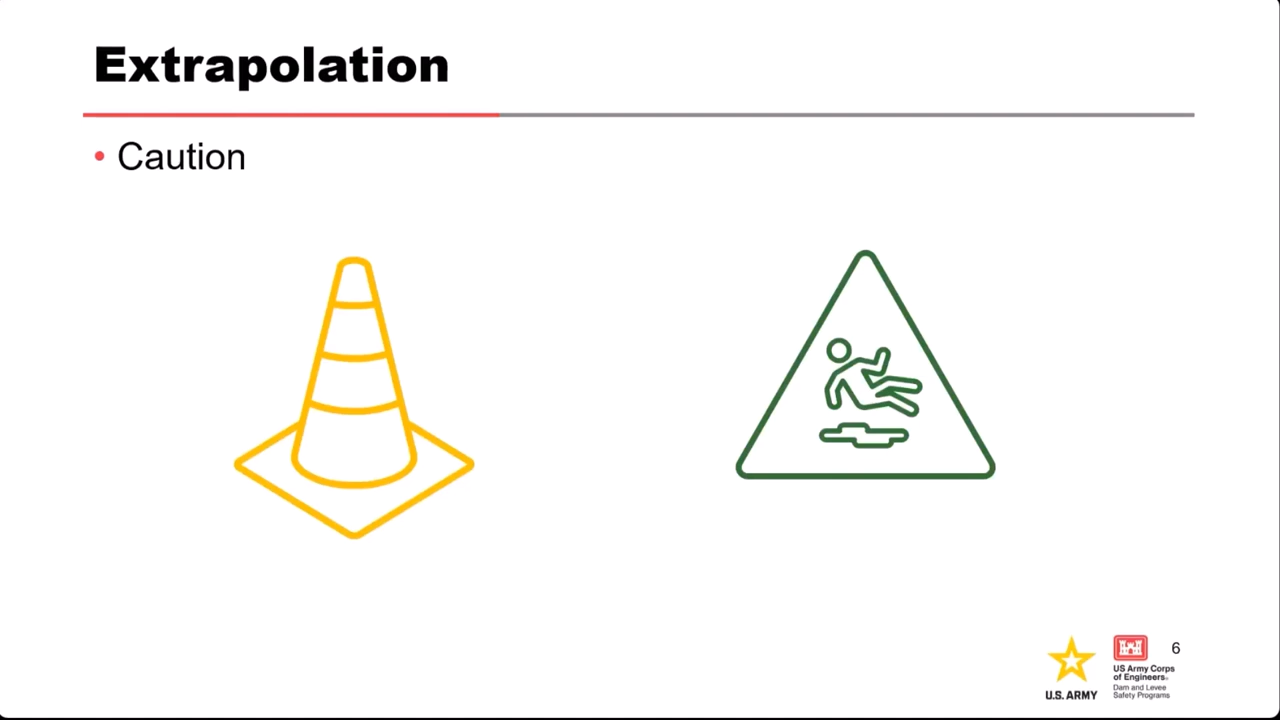 Extrapolation
• Caution
U.S. ARMY
US Army Corps
of Engineers®
Dam and Levee
Safety Programs
6